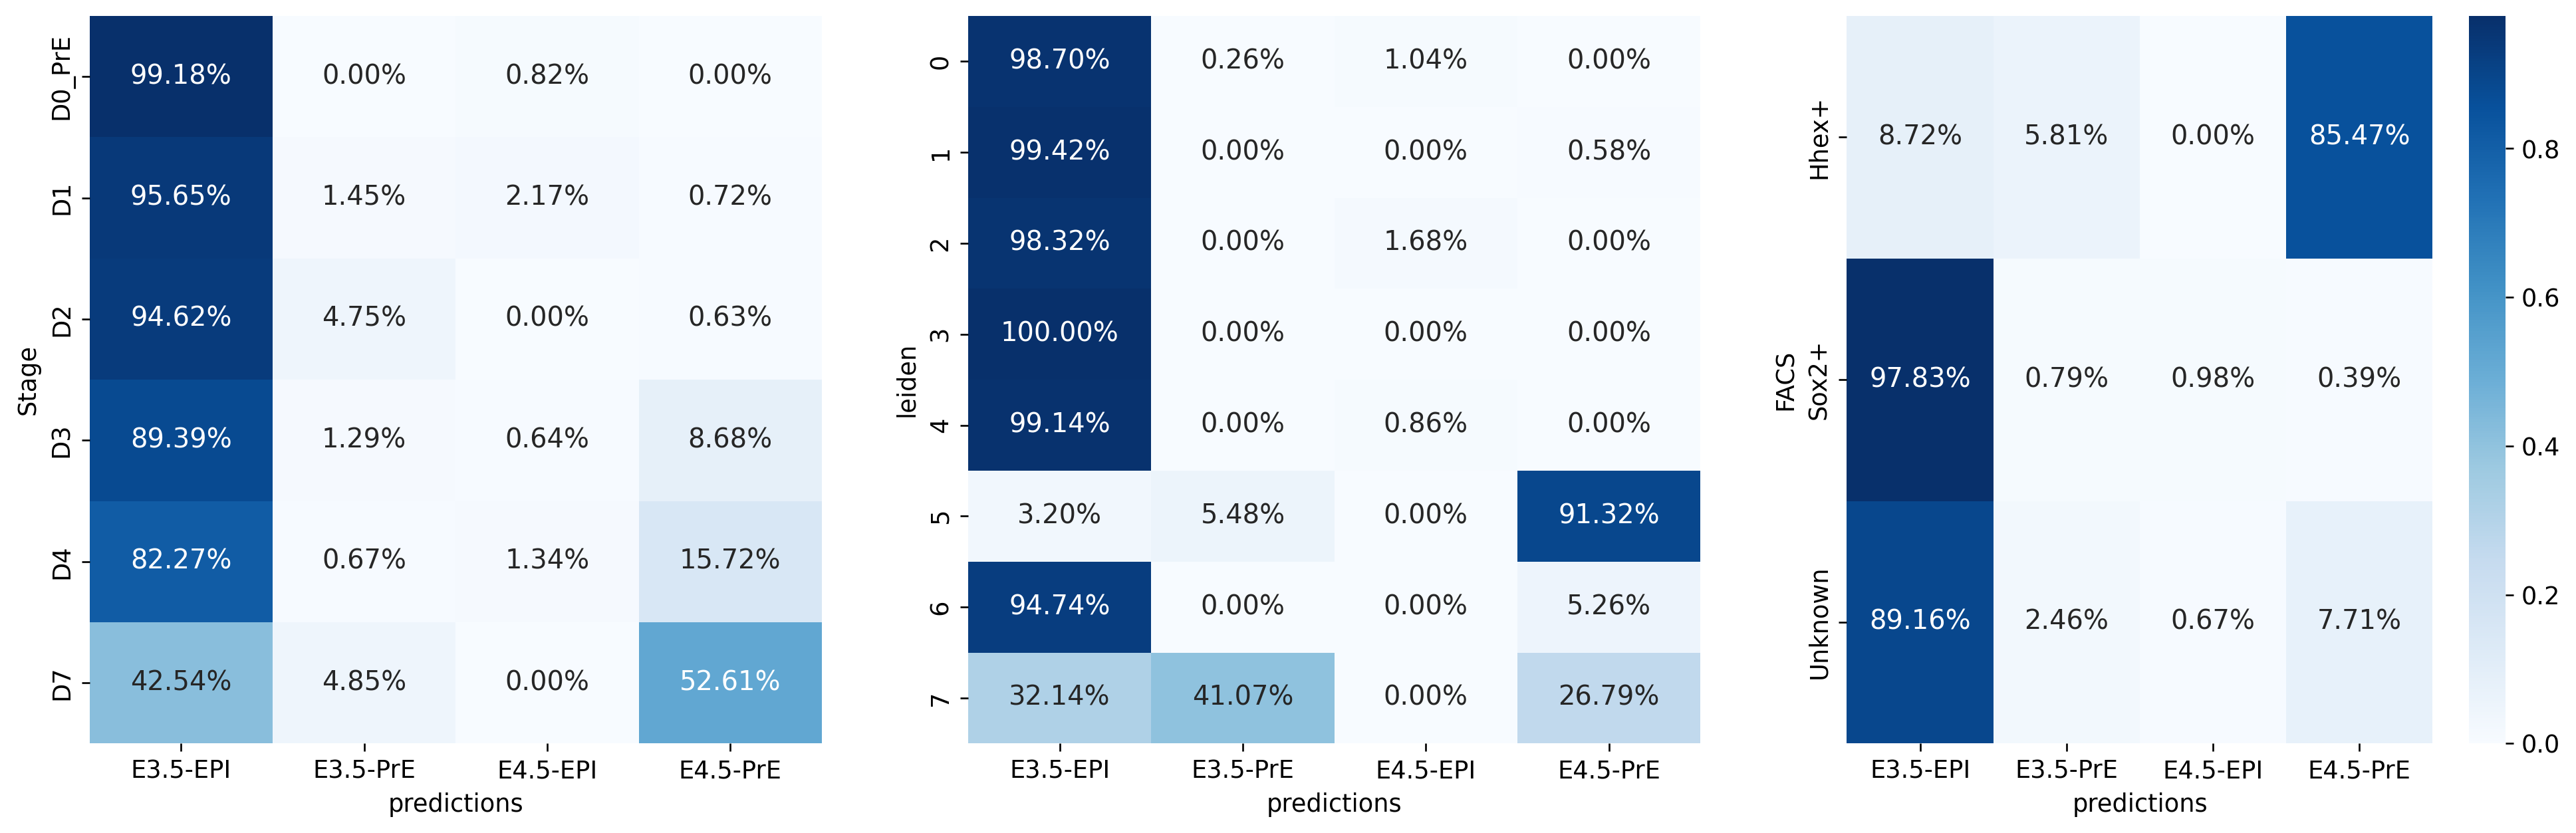 Stage
D0_PrE 99.18% 0.00% 0.82% 0.00%
D1 95.65% 1.45% 2.17% 0.72%
D2 94.62% 4.75% 0.00% 0.63%
D3 89.39% 1.29% 0.64% 8.68%
D4 82.27% 0.67% 1.34% 15.72%
D7 42.54% 4.85% 0.00% 52.61%
E3.5-EPI E3.5-PrE E4.5-EPI E4.5-PrE
predictions
leiden
0 98.70% 0.26% 1.04% 0.00%
1 99.42% 0.00% 0.00% 0.58%
2 98.32% 0.00% 1.68% 0.00%
3 100.00% 0.00% 0.00% 0.00%
4 99.14% 0.00% 0.86% 0.00%
5 3.20% 5.48% 0.00% 91.32%
6 94.74% 0.00% 0.00% 5.26%
7 32.14% 41.07% 0.00% 26.79%
E3.5-EPI E3.5-PrE E4.5-EPI E4.5-PrE
predictions
FACS
Hhex+ 8.72% 5.81% 0.00% 85.47%
Sox2+ 97.83% 0.79% 0.98% 0.39%
Unknown 89.16% 2.46% 0.67% 7.71%
E3.5-EPI E3.5-PrE E4.5-EPI E4.5-PrE
predictions
0.8
0.6
0.4
0.2
0.0